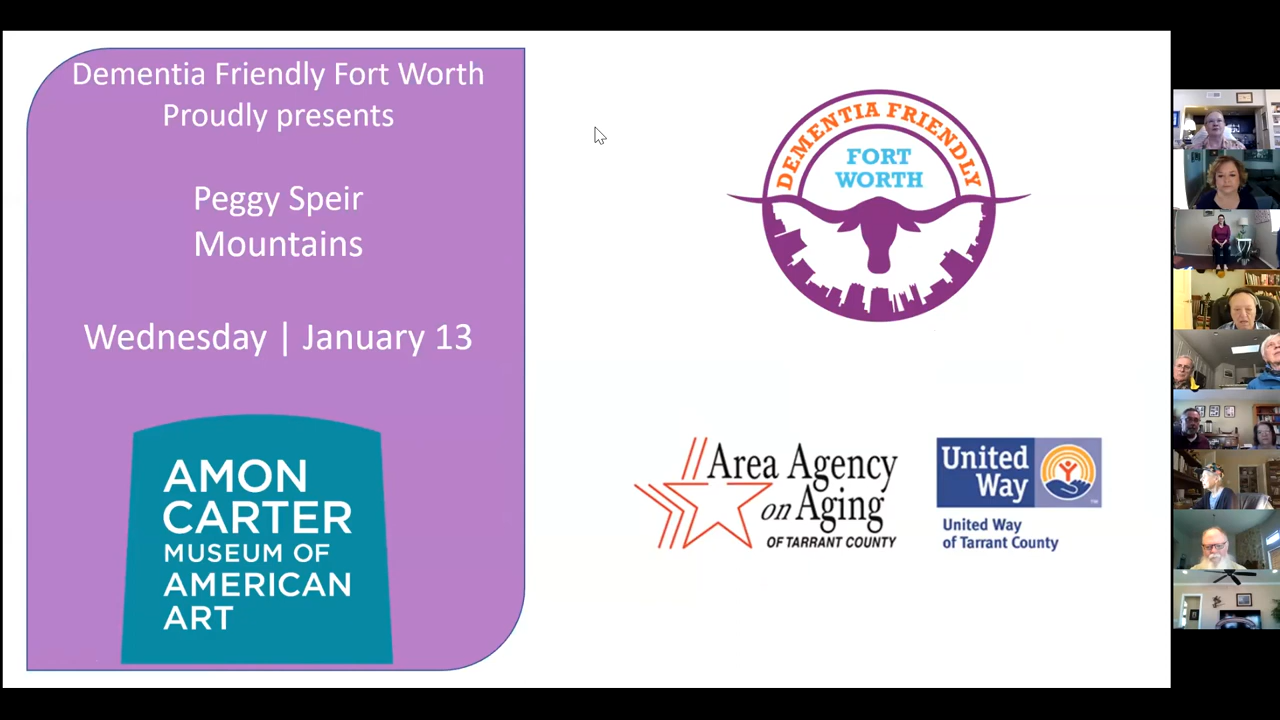 Dementia Friendly Fort Worth
Proudly presents
Peggy Speir
Mountains
Wednesday | January 13
AMON
CARTER
MUSEUM OF
AMERICAN
ART
DEMENTIA FRIENDLY
FORT
WORTH
Area Agency
on Aging
OF TARRANT COUNTY
United
Way
TM
United Way
of Tarrant County